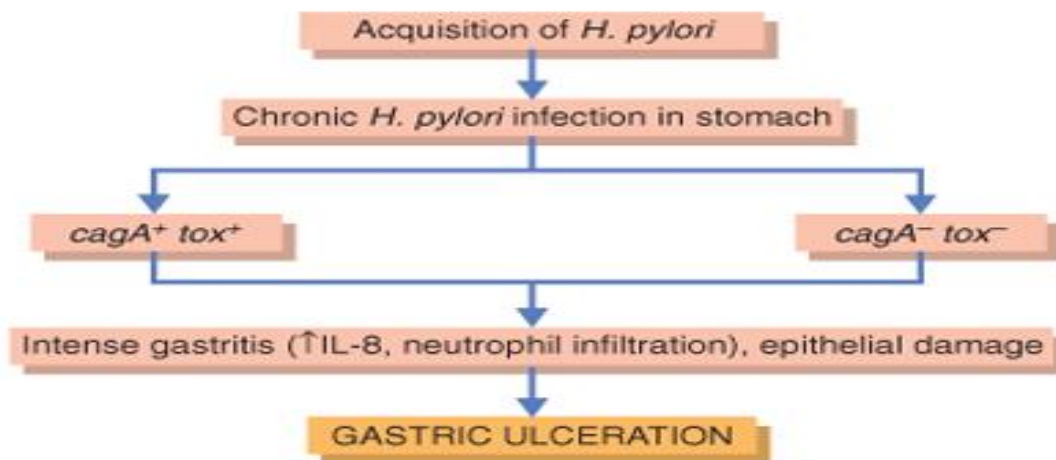 Acquisition of H. pylori
Chronic H. pylori infection in stomach
cagA⁺ tox⁺
cagA⁻ tox⁻
Intense gastritis (↑IL-8, neutrophil infiltration), epithelial damage
GASTRIC ULCERATION